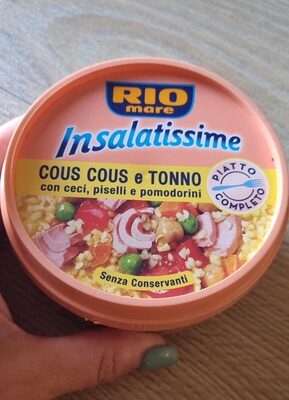 RIO
mare
Insalatissime
COUS COUS e TONNO
con ceci, piselli e pomodorini
PIATTO
COMPLETO
Senza Conservanti